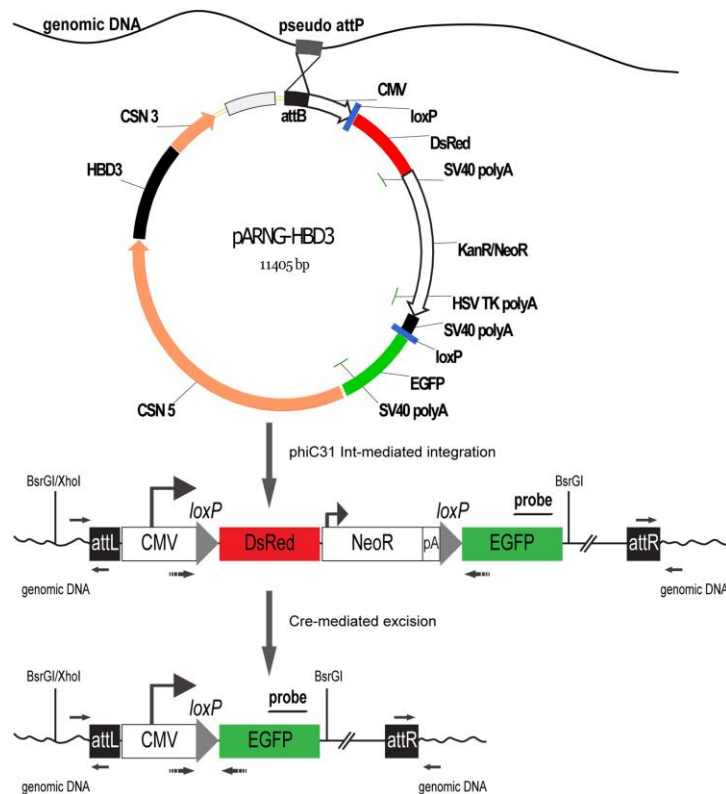 genomic DNA
pseudo attP
CMV
loxP
attB
DsRed
CSN 3
SV40 polyA
HBD3
pARNG-HBD3
11405 bp
KanR/NeoR
HSV TK polyA
SV40 polyA
loxP
EGFP
CSN 5
SV40 polyA
phiC31 Int-mediated integration
BsrGI/XhoI
loxP
loxP
probe
BsrGI
attL
CMV
DsRed
NeoR
pA
EGFP
attR
genomic DNA
genomic DNA
Cre-mediated excision
BsrGI/XhoI
loxP
probe
BsrGI
attL
CMV
EGFP
attR
genomic DNA
genomic DNA